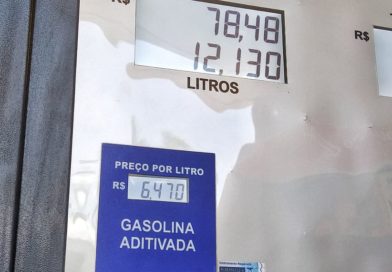 R$ 78,48 R$
12,130
LITROS
PREÇO POR LITRO
R$ 6,470
GASOLINA
ADITIVADA